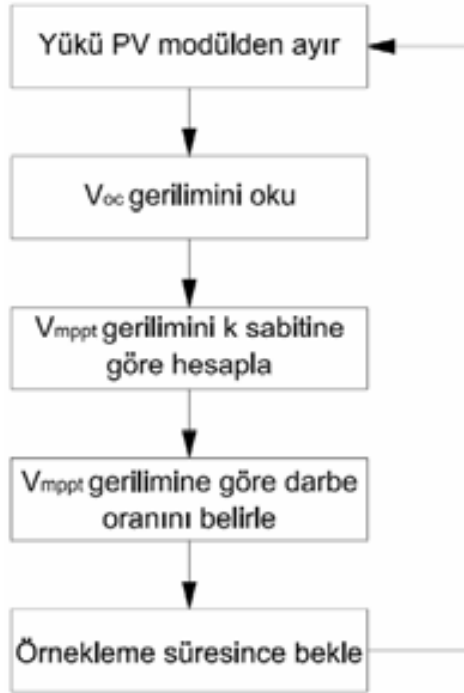 Yükü PV modülden ayır
Voc gerilimini oku
Vmppt gerilimini k sabitine
göre hesapla
Vmppt gerilimine göre darbe
oranını belirle
Örnekleme süresince bekle